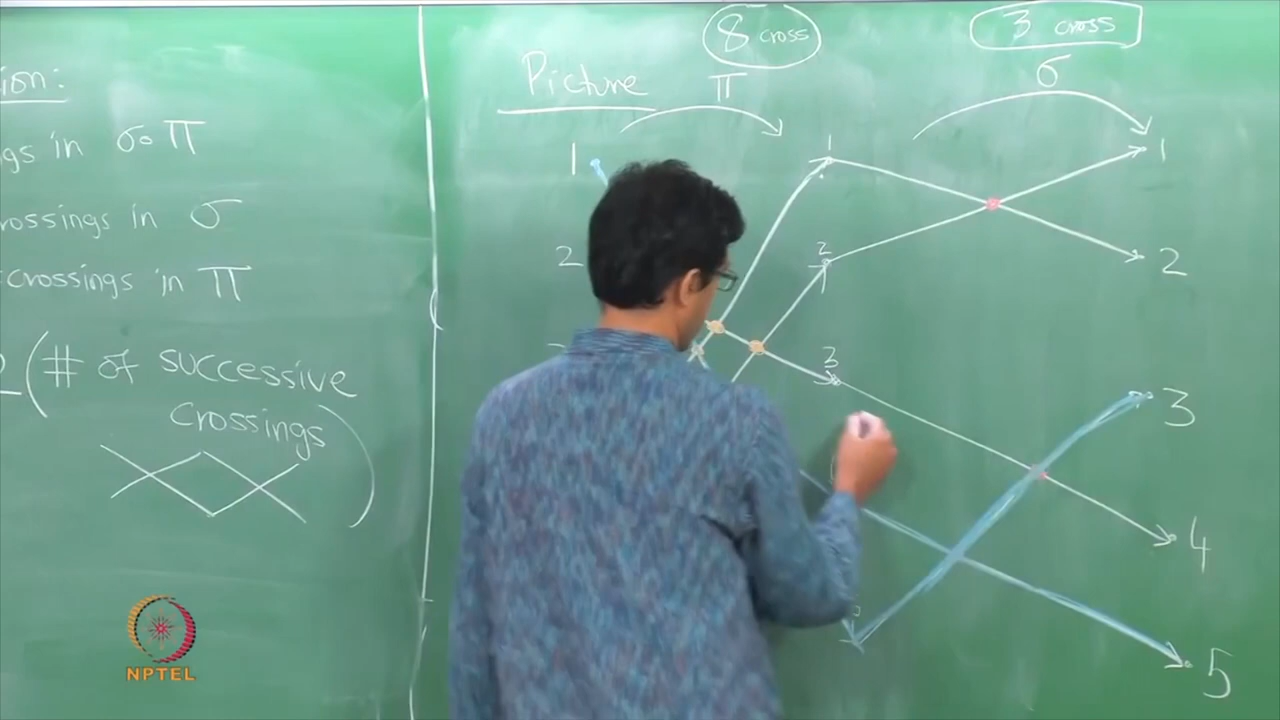 ion:
gs in σ∘π
rossings in σ
crossings in π
2(# of successive
crossings)
8 cross
3 cross
Picture
π
σ
1
1
1
2
2
2
3
3
4
5
NPTEL